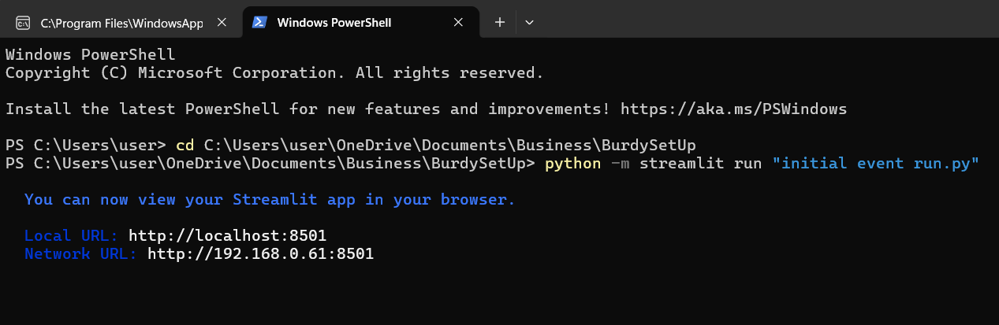 C:\Program Files\WindowsApp
Windows PowerShell
Windows PowerShell
Copyright (C) Microsoft Corporation. All rights reserved.
Install the latest PowerShell for new features and improvements! https://aka.ms/PSWindows
PS C:\Users\user> cd C:\Users\user\OneDrive\Documents\Business\BurdySetUp
PS C:\Users\user\OneDrive\Documents\Business\BurdySetUp> python -m streamlit run "initial event run.py"
You can now view your Streamlit app in your browser.
Local URL: http://localhost:8501
Network URL: http://192.168.0.61:8501